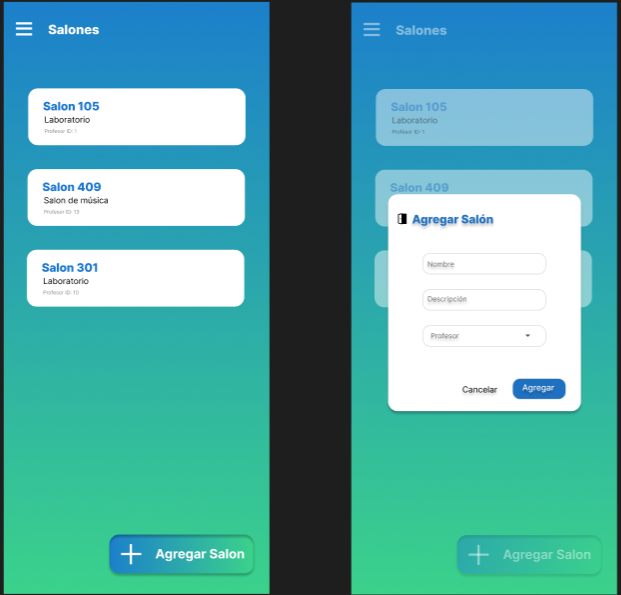 Salones
Salon 105
Laboratorio
Profesor ID: 1
Salon 409
Salon de música
Profesor ID: 13
Salon 301
Laboratorio
Profesor ID: 10
Agregar Salon
Salones
Salon 105
Laboratorio
Profesor ID: 1
Salon 409
Agregar Salón
Nombre
Descripción
Profesor
Cancelar
Agregar
Agregar Salon